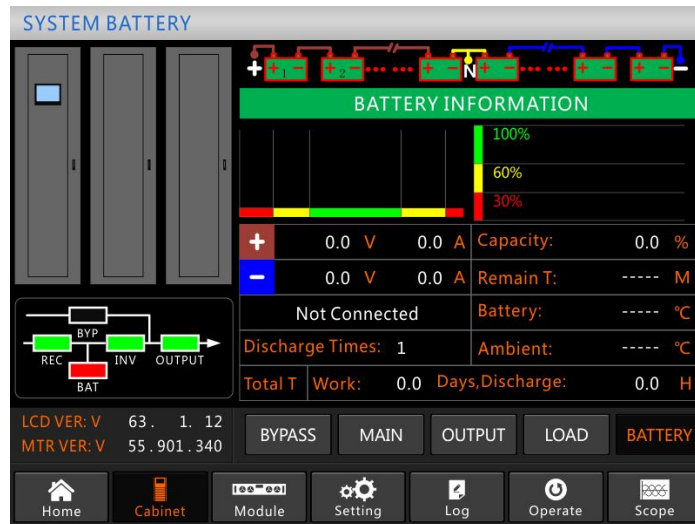 SYSTEM BATTERY
+ + 1 - + 2 - + - N + - + - -
BATTERY INFORMATION
100%
60%
30%
+ 0.0 V 0.0 A Capacity: 0.0 %
- 0.0 V 0.0 A Remain T: ----- M
Not Connected Battery: ----- ℃
Discharge Times: 1 Ambient: ----- ℃
Total T Work: 0.0 Days,Discharge: 0.0 H
BYP
REC INV OUTPUT
BAT
LCD VER: V 63. 1. 12
MTR VER: V 55.901.340
BYPASS MAIN OUTPUT LOAD BATTERY
Home Cabinet Module Setting Log Operate Scope